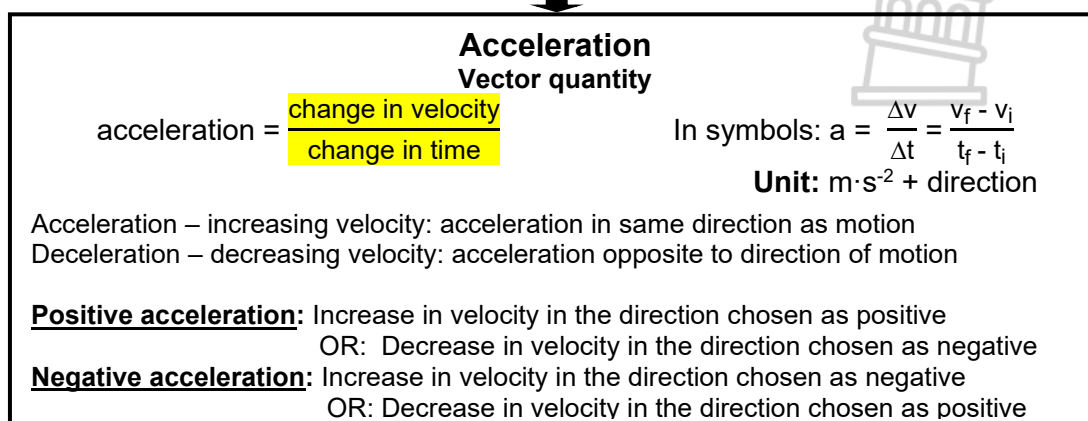 Acceleration
Vector quantity
acceleration = change in velocity / change in time
In symbols: a = Δv / Δt = v_f - v_i / t_f - t_i
Unit: m·s⁻² + direction
Acceleration – increasing velocity: acceleration in same direction as motion
Deceleration – decreasing velocity: acceleration opposite to direction of motion
Positive acceleration: Increase in velocity in the direction chosen as positive
OR: Decrease in velocity in the direction chosen as negative
Negative acceleration: Increase in velocity in the direction chosen as negative
OR: Decrease in velocity in the direction chosen as positive